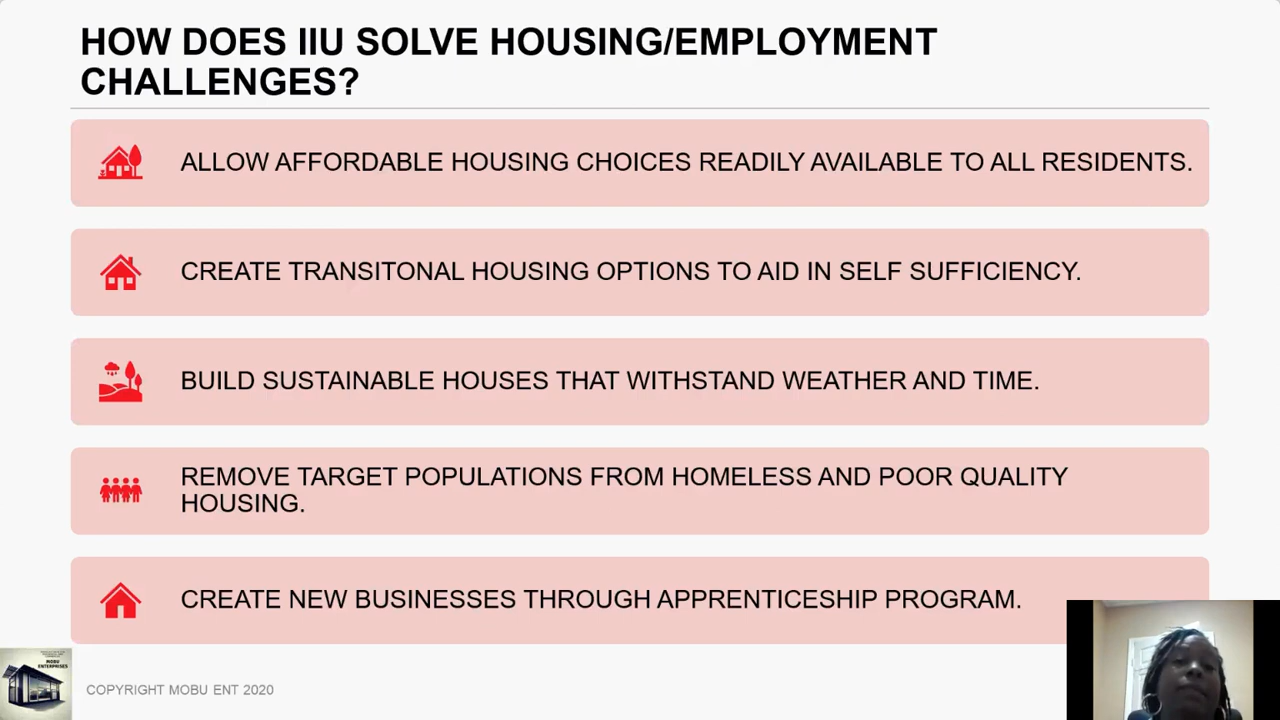 HOW DOES IIU SOLVE HOUSING/EMPLOYMENT
CHALLENGES?
ALLOW AFFORDABLE HOUSING CHOICES READILY AVAILABLE TO ALL RESIDENTS.
CREATE TRANSITONAL HOUSING OPTIONS TO AID IN SELF SUFFICIENCY.
BUILD SUSTAINABLE HOUSES THAT WITHSTAND WEATHER AND TIME.
REMOVE TARGET POPULATIONS FROM HOMELESS AND POOR QUALITY
HOUSING.
CREATE NEW BUSINESSES THROUGH APPRENTICESHIP PROGRAM.
MOBU
ENTERPRISES
COPYRIGHT MOBU ENT 2020